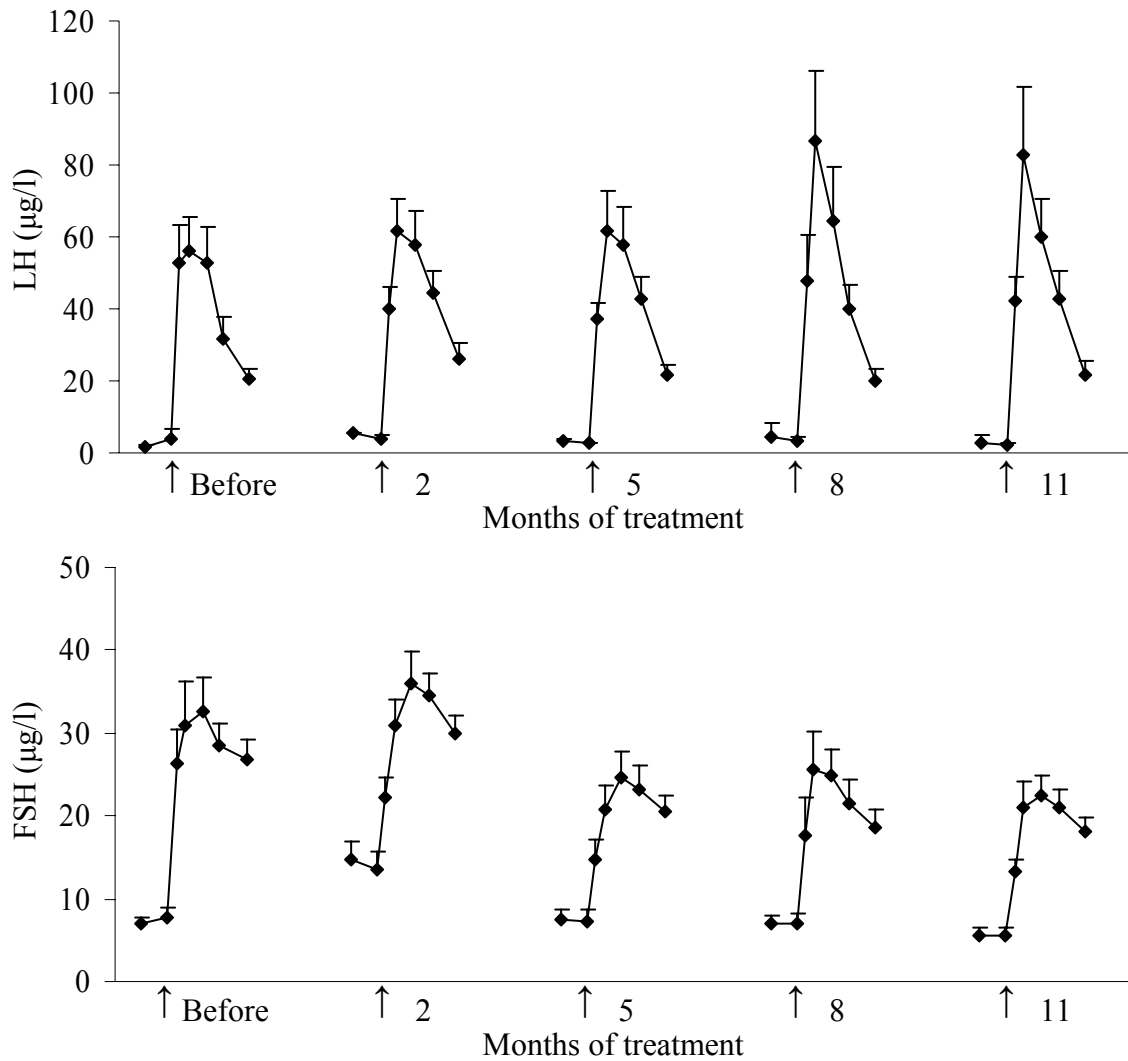 120
100
80
60
40
20
0
LH (µg/l)
↑ Before ↑ 2 ↑ 5 ↑ 8 ↑ 11
Months of treatment
50
40
30
20
10
0
FSH (µg/l)
↑ Before ↑ 2 ↑ 5 ↑ 8 ↑ 11
Months of treatment